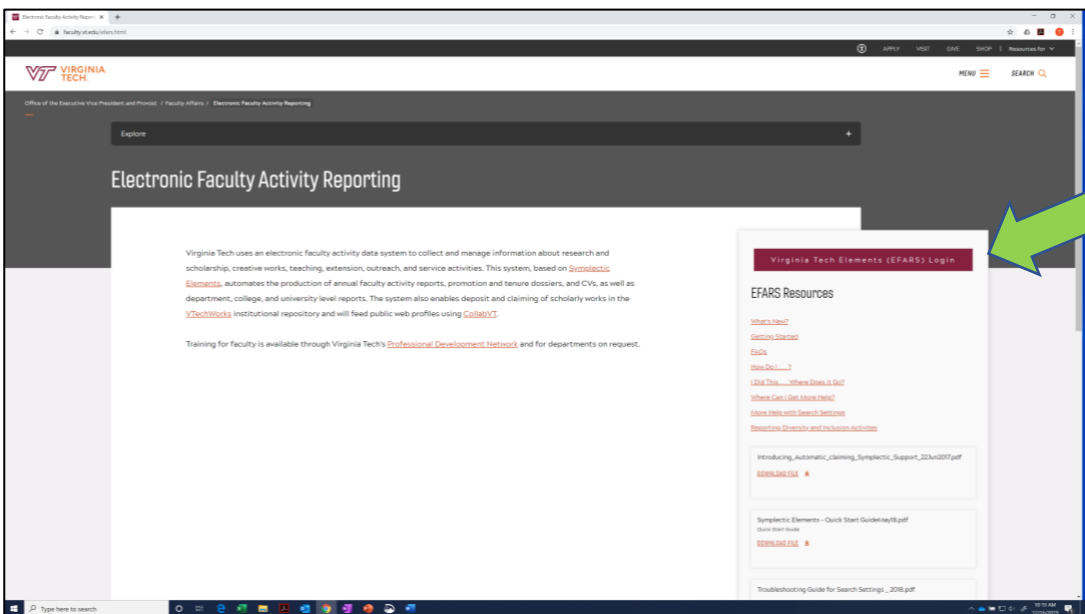 Electronic Faculty Activity Report
faculty.vt.edu/efars.html
APPLY VISIT GIVE SHOP | Resources for
VT VIRGINIA
TECH.
MENU SEARCH
Office of the Executive Vice
President and Provost / Faculty Affairs / Electronic Faculty Activity Reporting
Explore +
Electronic Faculty Activity Reporting
Virginia Tech uses an electronic faculty activity data system to collect and manage information about research and
scholarship, creative works, teaching, extension, outreach, and service activities. This system, based on Symplectic
Elements, automates the production of annual faculty activity reports, promotion and tenure dossiers, and CVs, as well as
department, college, and university level reports. The system also enables deposit and claiming of scholarly works in the
VTechWorks institutional repository and will feed public web profiles using CollabVT.
Training for faculty is available through Virginia Tech's Professional Development Network and for departments on request.
Virginia Tech Elements (EFARS) Login
EFARS Resources
What's New?
Getting Started
FAQs
How Do I . . . ?
I Did This. . . Where Does It Go?
Where Can I Get More Help?
More Help with Search Settings
Reporting Diversity and Inclusion Activities
Introducing_Automatic_claiming_Symplectic_Support_22Jun2017.pdf
DOWNLOAD FILE
Symplectic Elements - Quick Start GuideMay18.pdf
Quick Start Guide
DOWNLOAD FILE
Troubleshooting Guide for Search Settings _ 2018.pdf
Type here to search
10:15 AM